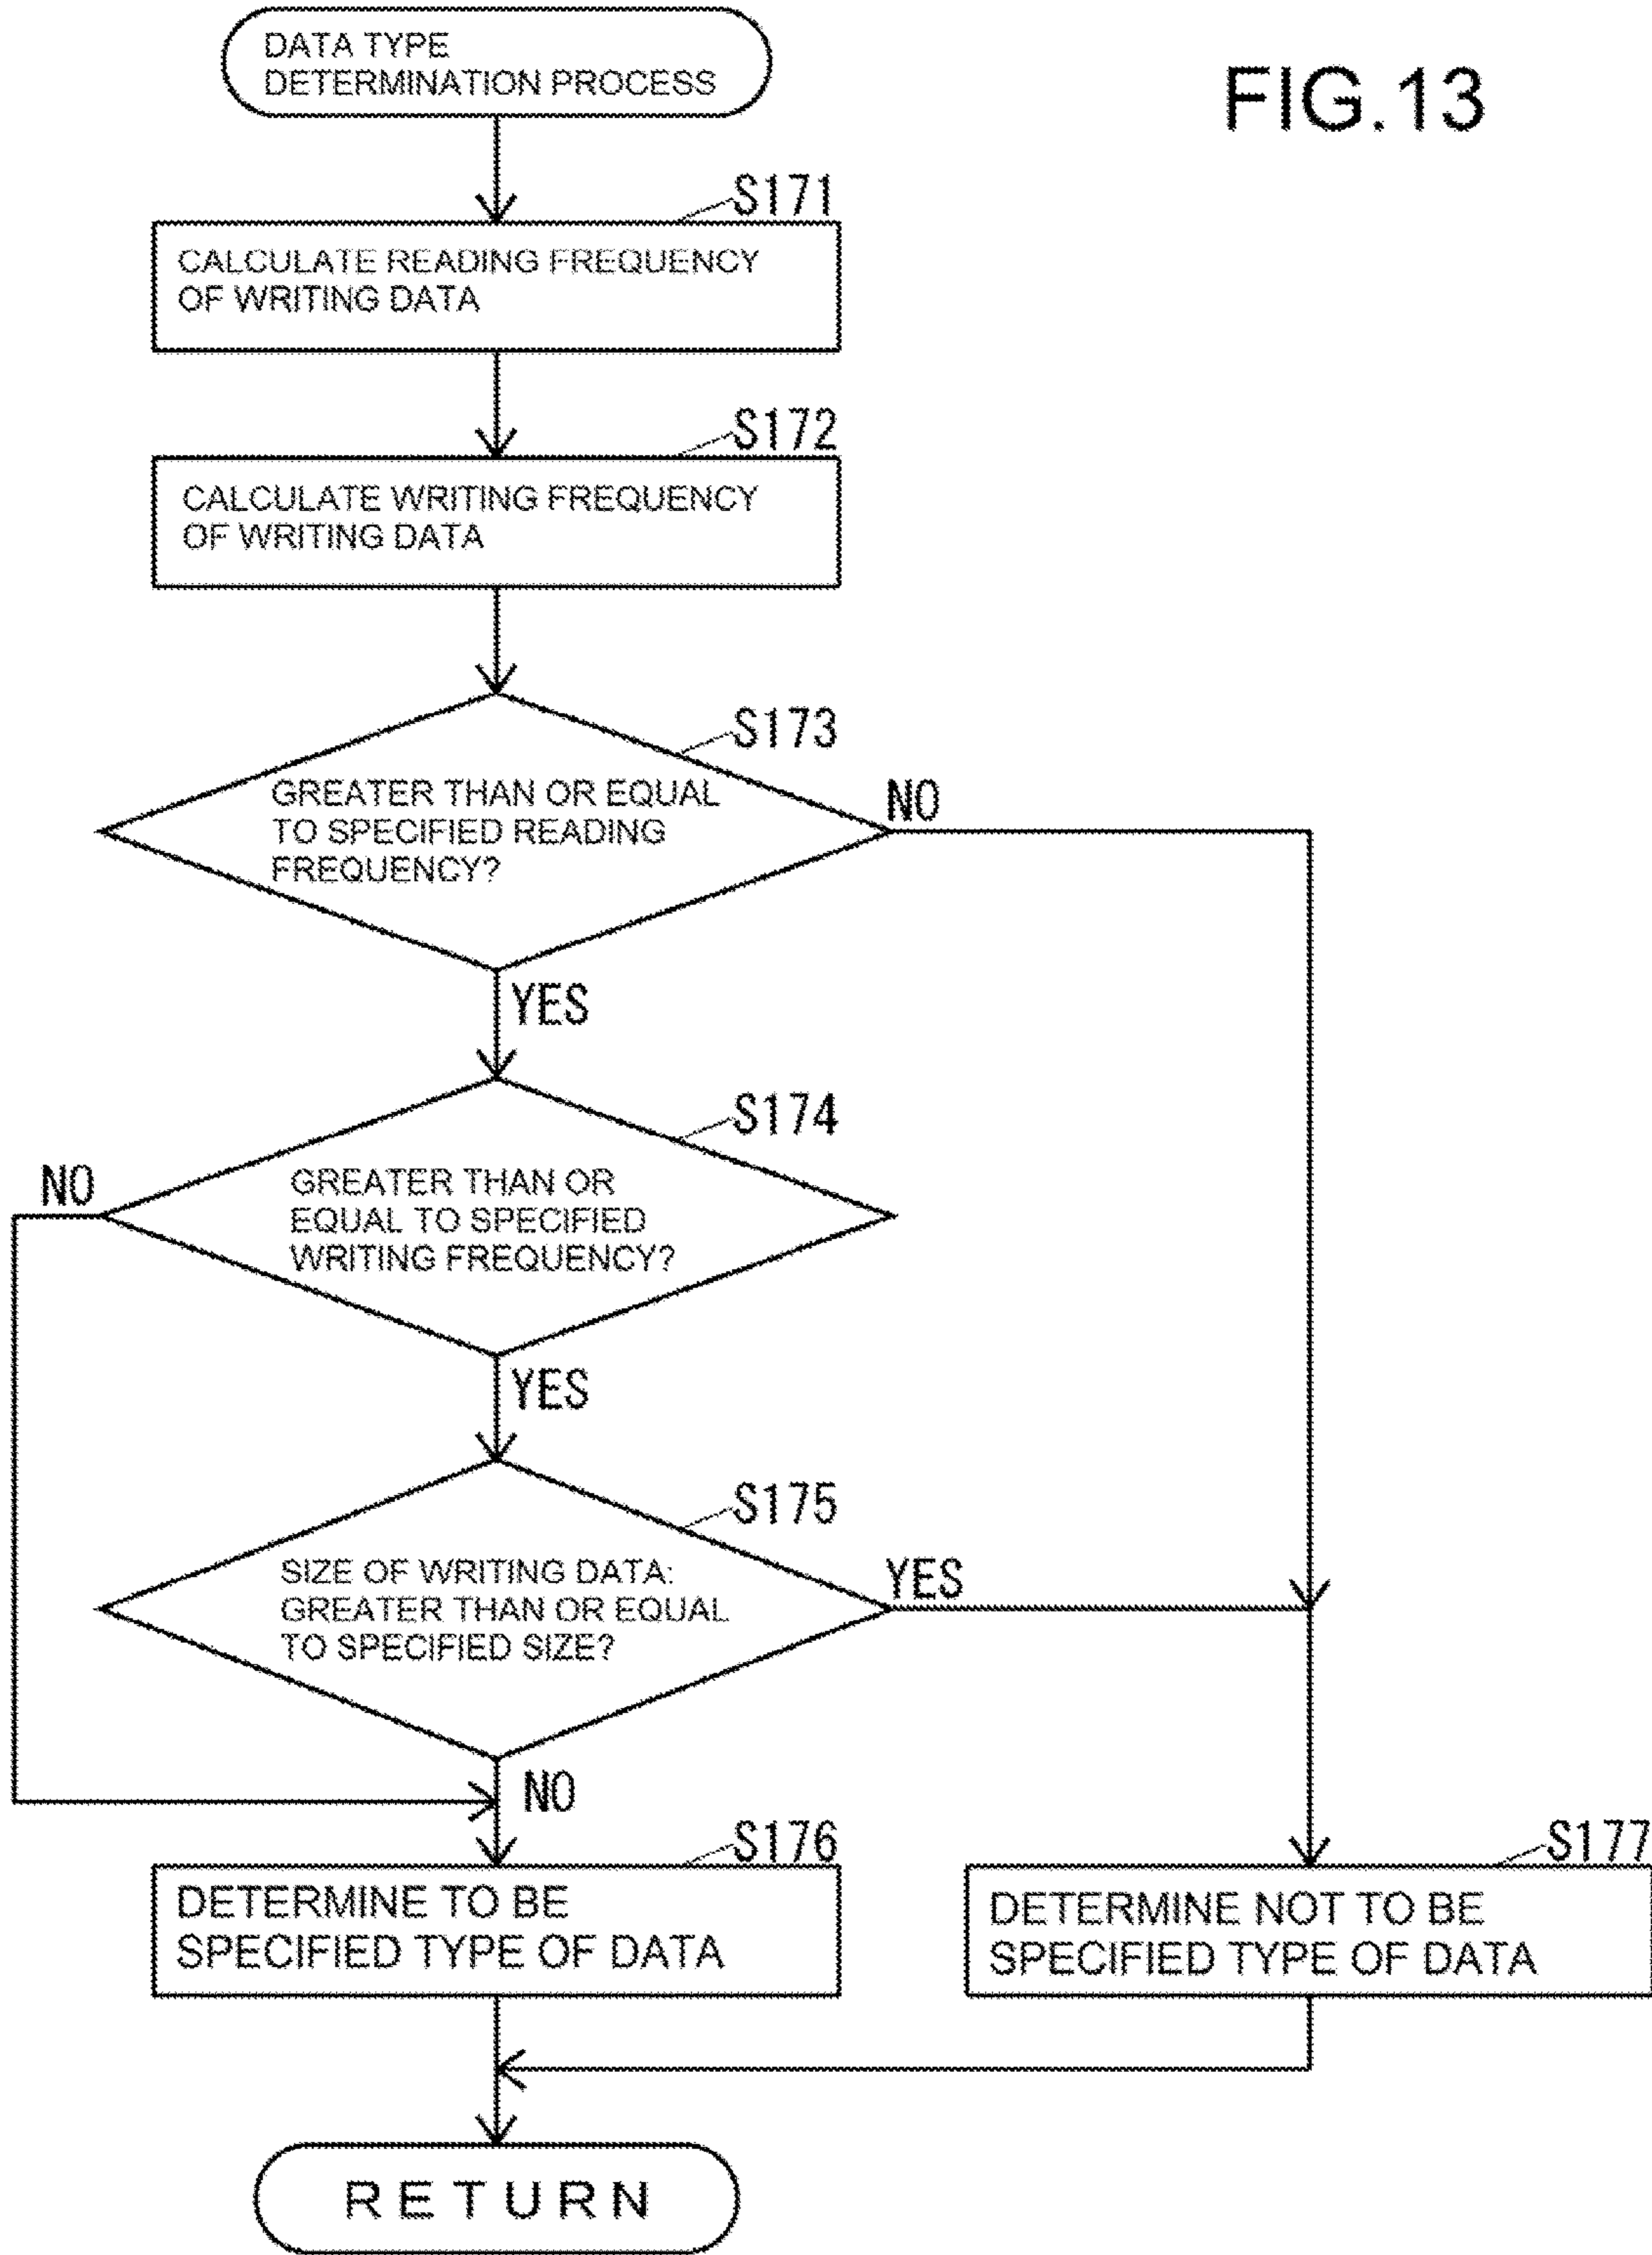 DATA TYPE
DETERMINATION PROCESS
FIG.13
S171
CALCULATE READING FREQUENCY
OF WRITING DATA
S172
CALCULATE WRITING FREQUENCY
OF WRITING DATA
S173
GREATER THAN OR EQUAL
TO SPECIFIED READING
FREQUENCY?
NO
YES
S174
GREATER THAN OR
EQUAL TO SPECIFIED
WRITING FREQUENCY?
NO
YES
S175
SIZE OF WRITING DATA:
GREATER THAN OR EQUAL
TO SPECIFIED SIZE?
YES
NO
S176
DETERMINE TO BE
SPECIFIED TYPE OF DATA
S177
DETERMINE NOT TO BE
SPECIFIED TYPE OF DATA
RETURN